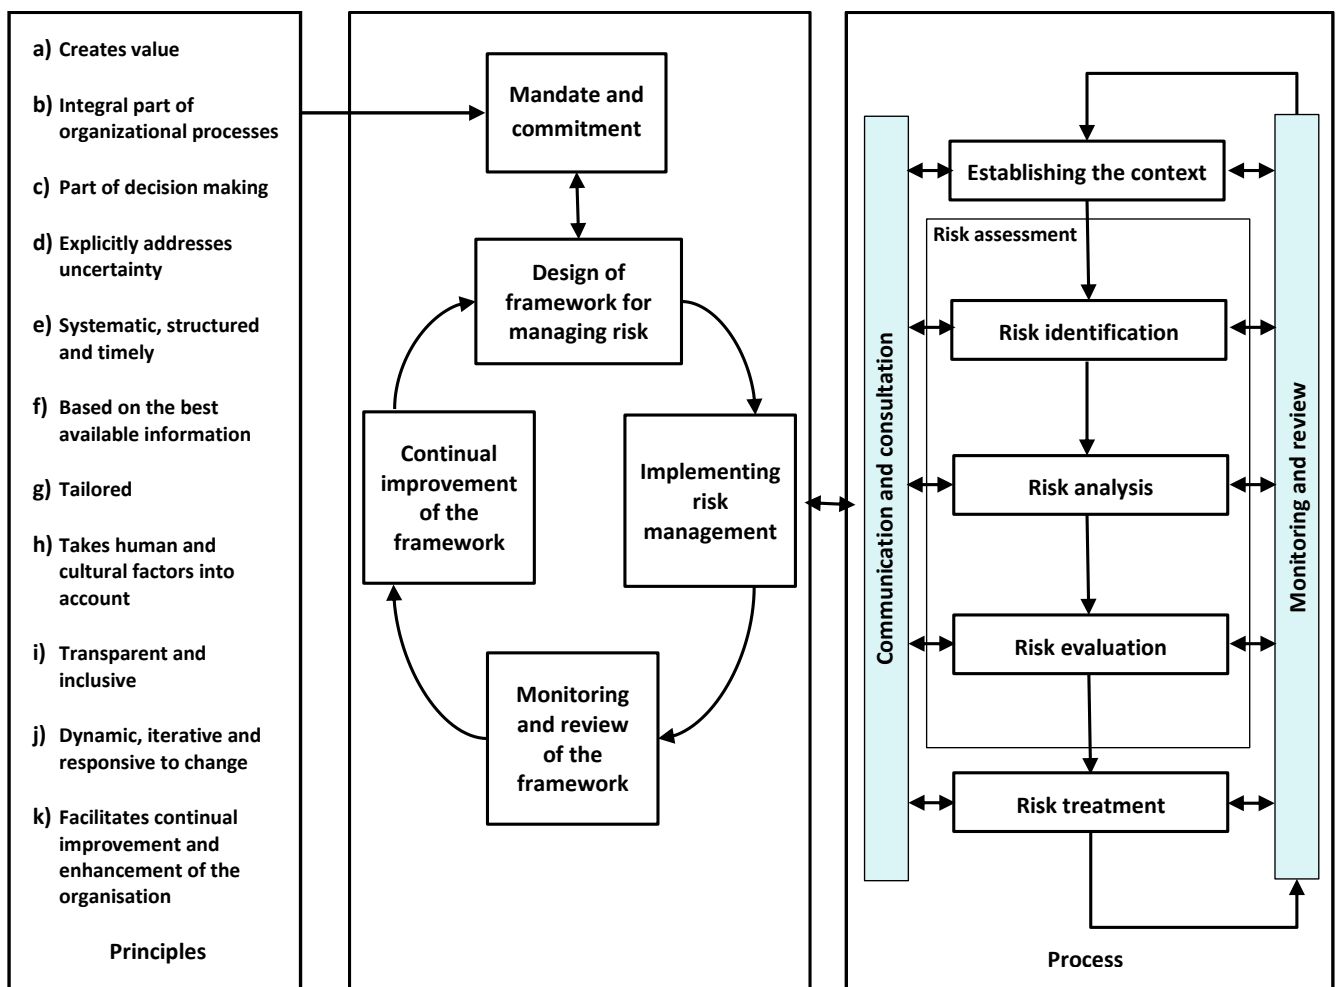 a) Creates value
b) Integral part of
organizational processes
c) Part of decision making
d) Explicitly addresses
uncertainty
e) Systematic, structured
and timely
f) Based on the best
available information
g) Tailored
h) Takes human and
cultural factors into
account
i) Transparent and
inclusive
j) Dynamic, iterative and
responsive to change
k) Facilitates continual
improvement and
enhancement of the
organisation
Principles
Mandate and
commitment
Design of
framework for
managing risk
Continual
improvement
of the
framework
Implementing
risk
management
Monitoring
and review
of the
framework
Communication and consultation
Establishing the context
Risk assessment
Risk identification
Risk analysis
Risk evaluation
Risk treatment
Monitoring and review
Process